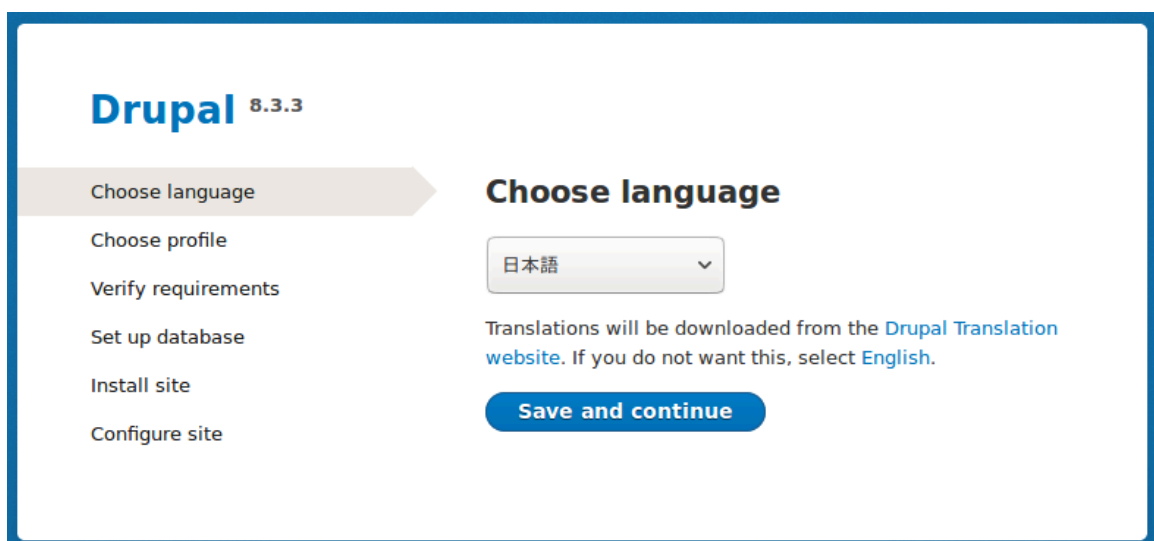 Drupal 8.3.3
Choose language
Choose profile
Verify requirements
Set up database
Install site
Configure site
Choose language
日本語
Translations will be downloaded from the Drupal Translation
website. If you do not want this, select English.
Save and continue